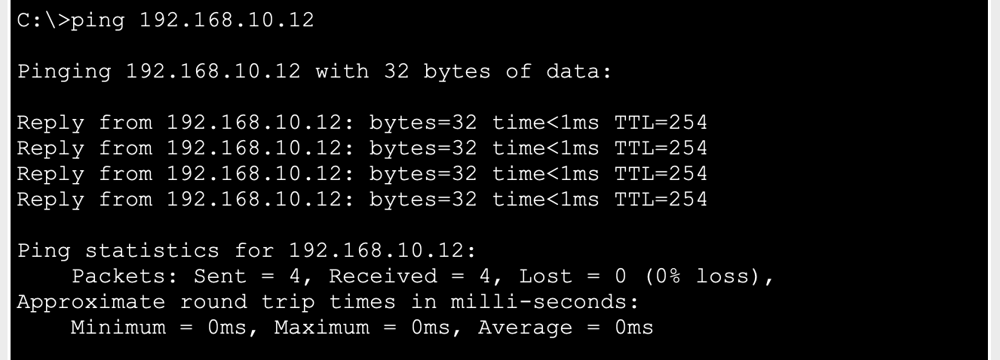 C:\>ping 192.168.10.12
Pinging 192.168.10.12 with 32 bytes of data:
Reply from 192.168.10.12: bytes=32 time<1ms TTL=254
Reply from 192.168.10.12: bytes=32 time<1ms TTL=254
Reply from 192.168.10.12: bytes=32 time<1ms TTL=254
Reply from 192.168.10.12: bytes=32 time<1ms TTL=254
Ping statistics for 192.168.10.12:
    Packets: Sent = 4, Received = 4, Lost = 0 (0% loss),
Approximate round trip times in milli-seconds:
    Minimum = 0ms, Maximum = 0ms, Average = 0ms